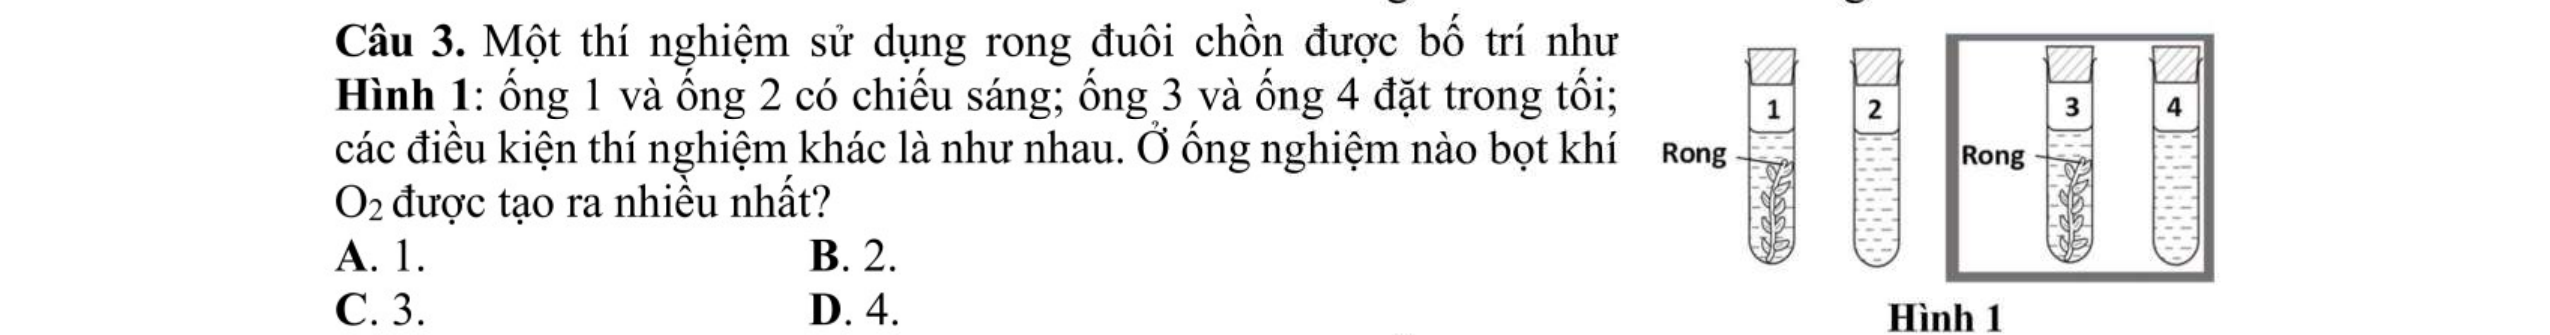 Câu 3. Một thí nghiệm sử dụng rong đuôi chồn được bố trí như
Hình 1: ống 1 và ống 2 có chiếu sáng; ống 3 và ống 4 đặt trong tối;
các điều kiện thí nghiệm khác là như nhau. Ở ống nghiệm nào bọt khí
O₂ được tạo ra nhiều nhất?
A. 1. B. 2.
C. 3. D. 4.
1 2 3 4
Rong Rong
Hình 1